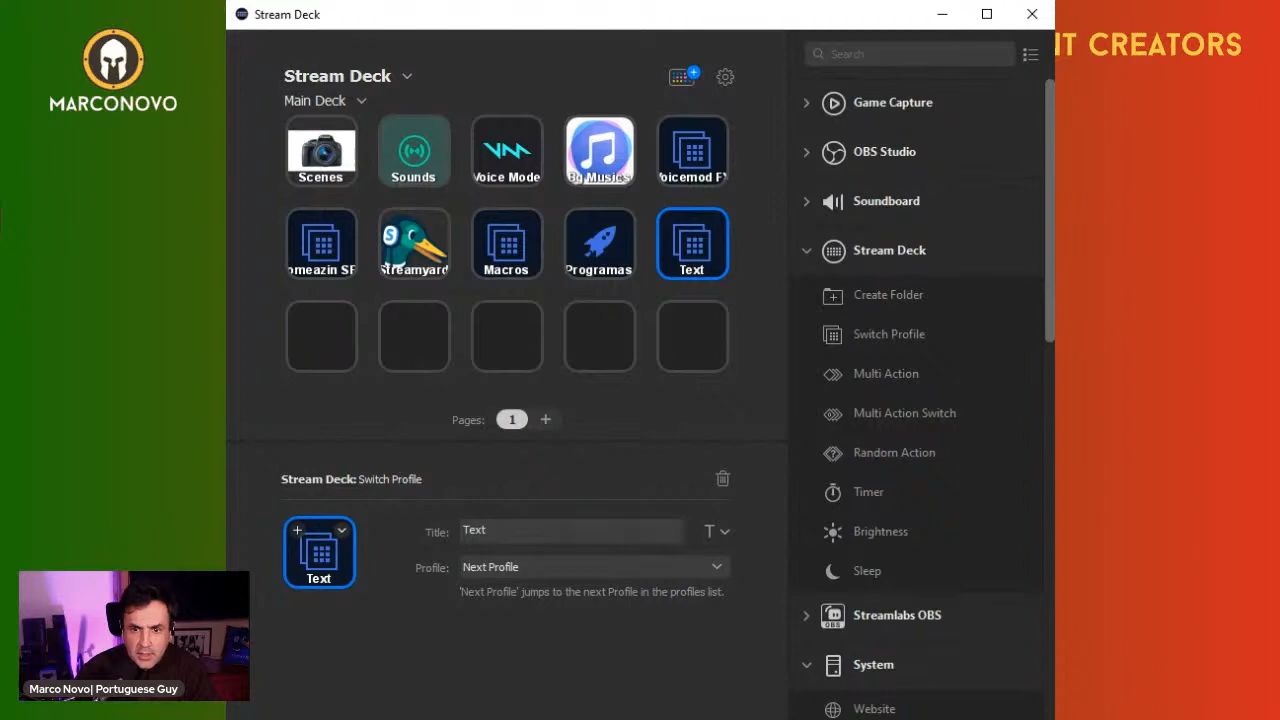 Stream Deck
MARCONOVO
NT CREATORS
Stream Deck
Main Deck
Scenes
Sounds
Voice Mode
Bg Musics
Voicemod FX
omeazin SF
Streamyard
Macros
Programas
Text
Pages:
1
Stream Deck: Switch Profile
Text
Title:
Text
T
Profile:
Next Profile
'Next Profile' jumps to the next Profile in the profiles list.
Search
Game Capture
OBS Studio
Soundboard
Stream Deck
Create Folder
Switch Profile
Multi Action
Multi Action Switch
Random Action
Timer
Brightness
Sleep
Streamlabs OBS
System
Website
Marco Novo| Portuguese Guy